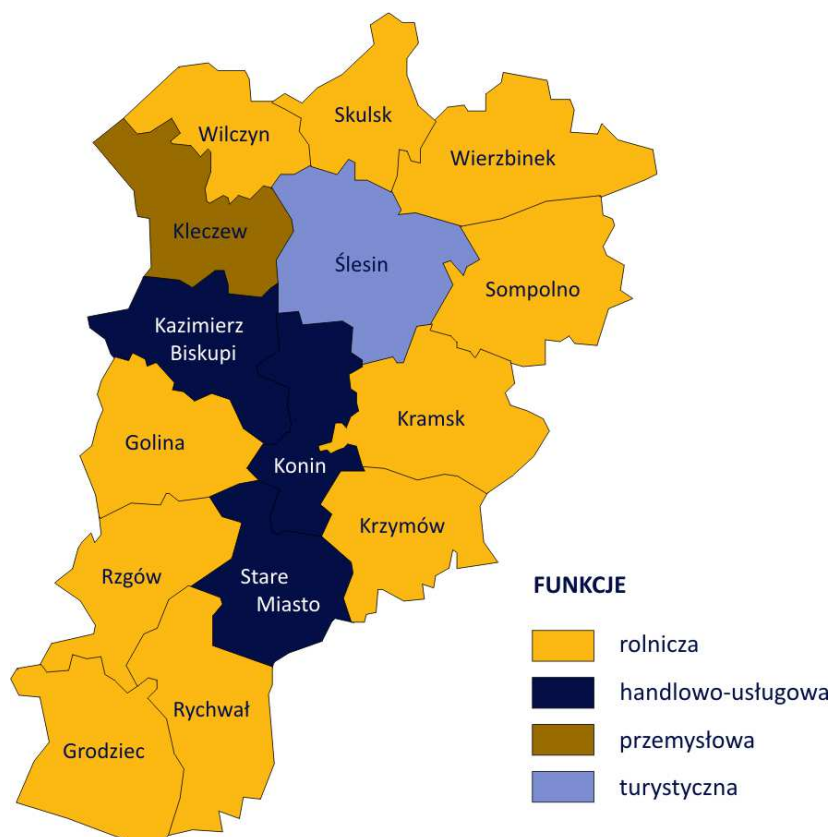 Skulsk
Wilczyn
Wierzbinek
Kleczew
Ślesin
Sompolno
Kazimierz
Biskupi
Kramsk
Golina
Konin
Krzymów
Rzgów
Stare
Miasto
Rychwał
Grodziec
FUNKCJE
rolnicza
handlowo-usługowa
przemysłowa
turystyczna